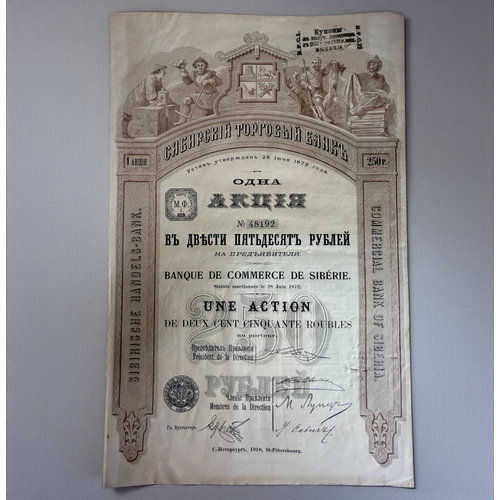 Купоны
СИБИРСКІЙ ТОРГОВЫЙ БАНКЪ
1 АКЦІЯ
250 р.
Уставъ утвержденъ 28 Іюня 1872 года.
ОДНА
АКЦІЯ
М.Ф.
№ 48192
ВЪ ДВѢСТИ ПЯТЬДЕСЯТЪ РУБЛЕЙ
НА ПРЕДЪЯВИТЕЛЯ.
BANQUE DE COMMERCE DE SIBÉRIE.
Statuts sanctionnés le 28 Juin 1872.
250
UNE ACTION
DE DEUX CENT CINQUANTE ROUBLES
au porteur.
Предсѣдатель Правленія
Président de la Direction
РУБЛЕЙ
Члены Правленія
Membres de la Direction
Гл. Бухгалтеръ
С.-Петербургъ, 1910, St-Pétersbourg.
SIBIRISCHE HANDELS-BANK.
COMMERCIAL BANK OF SIBERIA.